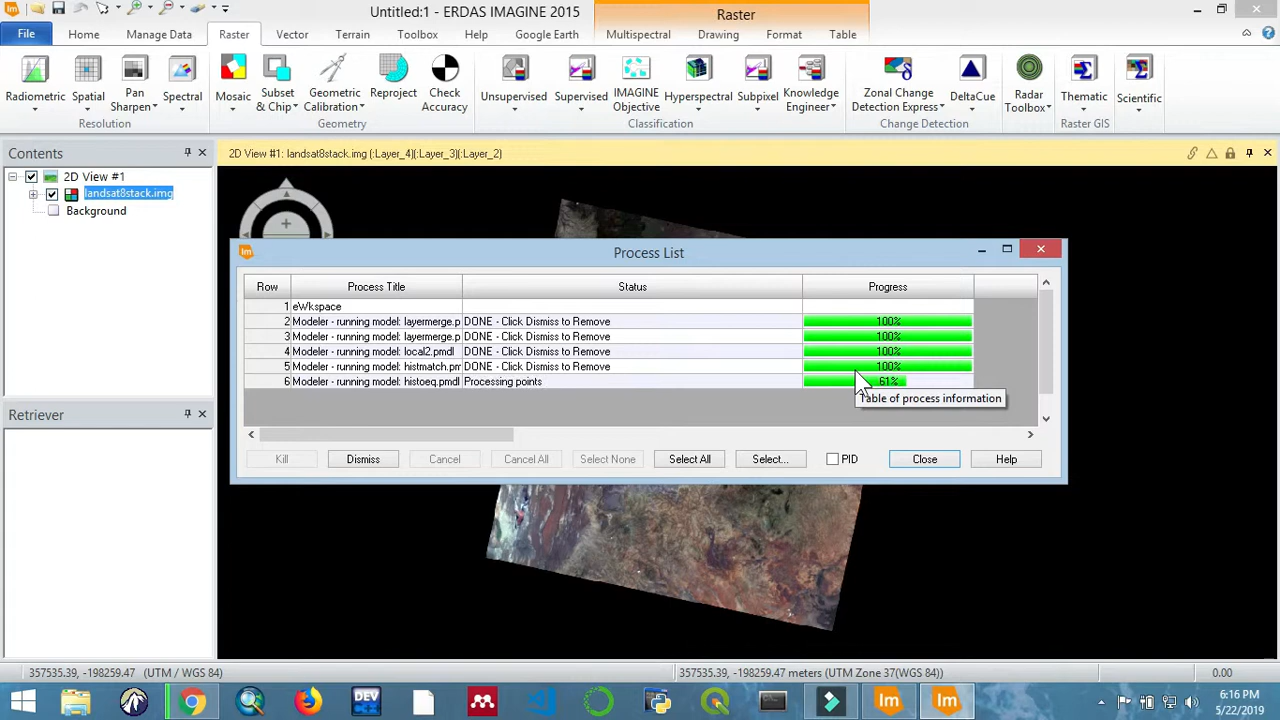 Untitled:1 - ERDAS IMAGINE 2015
Raster
File Home Manage Data Raster Vector Terrain Toolbox Help Google Earth Multispectral Drawing Format Table
Radiometric Spatial Pan Sharpen Spectral Mosaic Subset & Chip Geometric Calibration Reproject Check Accuracy Unsupervised Supervised IMAGINE Objective Hyperspectral Subpixel Knowledge Engineer Zonal Change Detection Express DeltaCue Radar Toolbox Thematic Scientific
Resolution Geometry Classification Change Detection Raster GIS
Contents
2D View #1: landsat8stack.img (:Layer_4)(:Layer_3)(:Layer_2)
2D View #1
landsat8stack.img
Background
Process List
Row Process Title Status Progress
1 eWkspace
2 Modeler - running model: layermerge.p DONE - Click Dismiss to Remove 100%
3 Modeler - running model: layermerge.p DONE - Click Dismiss to Remove 100%
4 Modeler - running model: local2.pmdl DONE - Click Dismiss to Remove 100%
5 Modeler - running model: histmatch.pm DONE - Click Dismiss to Remove 100%
6 Modeler - running model: histoeq.pmdl Processing points 61%
Table of process information
Kill Dismiss Cancel Cancel All Select None Select All Select... PID Close Help
Retriever
357535.39, -198259.47 (UTM / WGS 84) 357535.39, -198259.47 meters (UTM Zone 37(WGS 84)) 0.00
DEV
6:16 PM
5/22/2019